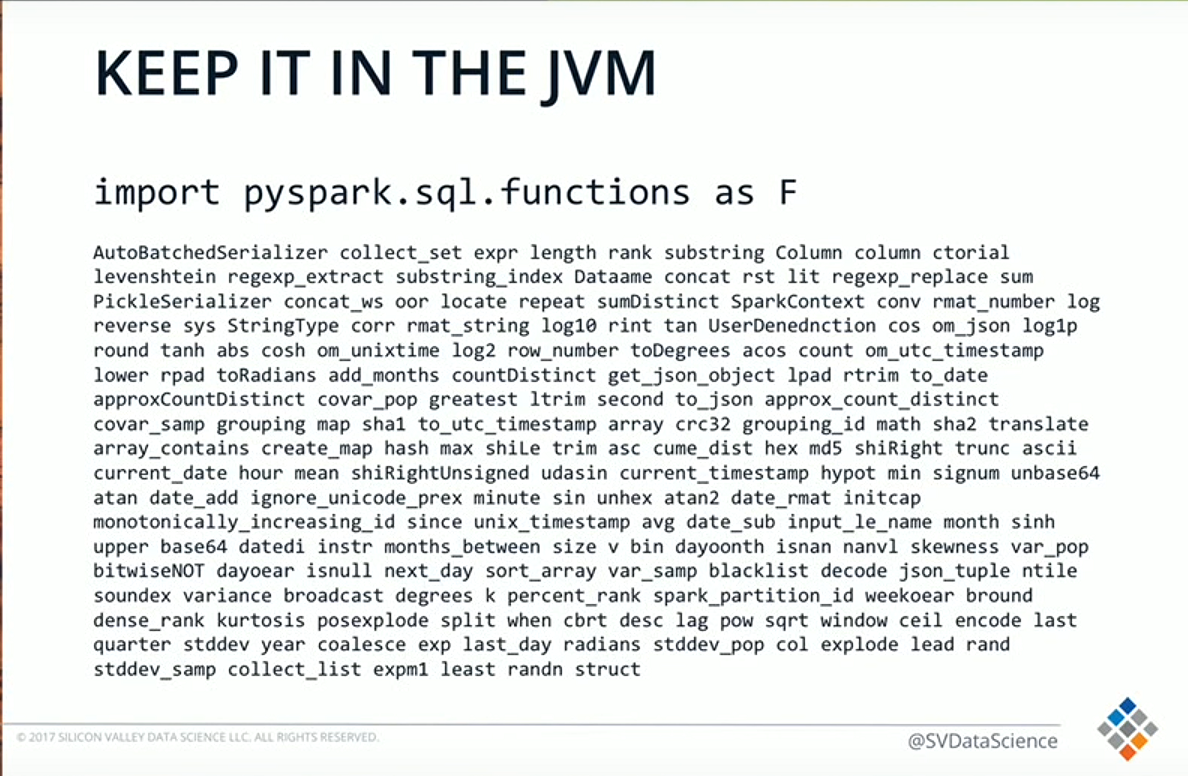 KEEP IT IN THE JVM
import pyspark.sql.functions as F
AutoBatchedSerializer collect_set expr length rank substring Column column ctorial
levenshtein regexp_extract substring_index Dataame concat rst lit regexp_replace sum
PickleSerializer concat_ws oor locate repeat sumDistinct SparkContext conv rmat_number log
reverse sys StringType corr rmat_string log10 rint tan UserDenednction cos om_json log1p
round tanh abs cosh om_unixtime log2 row_number toDegrees acos count om_utc_timestamp
lower rpad toRadians add_months countDistinct get_json_object lpad rtrim to_date
approxCountDistinct covar_pop greatest ltrim second to_json approx_count_distinct
covar_samp grouping map sha1 to_utc_timestamp array crc32 grouping_id math sha2 translate
array_contains create_map hash max shiLe trim asc cume_dist hex md5 shiRight trunc ascii
current_date hour mean shiRightUnsigned udasin current_timestamp hypot min signum unbase64
atan date_add ignore_unicode_prex minute sin unhex atan2 date_rmat initcap
monotonically_increasing_id since unix_timestamp avg date_sub input_le_name month sinh
upper base64 datedi instr months_between size v bin dayoonth isnan nanvl skewness var_pop
bitwiseNOT dayoear isnull next_day sort_array var_samp blacklist decode json_tuple ntile
soundex variance broadcast degrees k percent_rank spark_partition_id weekoear bround
dense_rank kurtosis posexplode split when cbrt desc lag pow sqrt window ceil encode last
quarter stddev year coalesce exp last_day radians stddev_pop col explode lead rand
stddev_samp collect_list expm1 least randn struct
© 2017 SILICON VALLEY DATA SCIENCE LLC. ALL RIGHTS RESERVED.
@SVDataScience